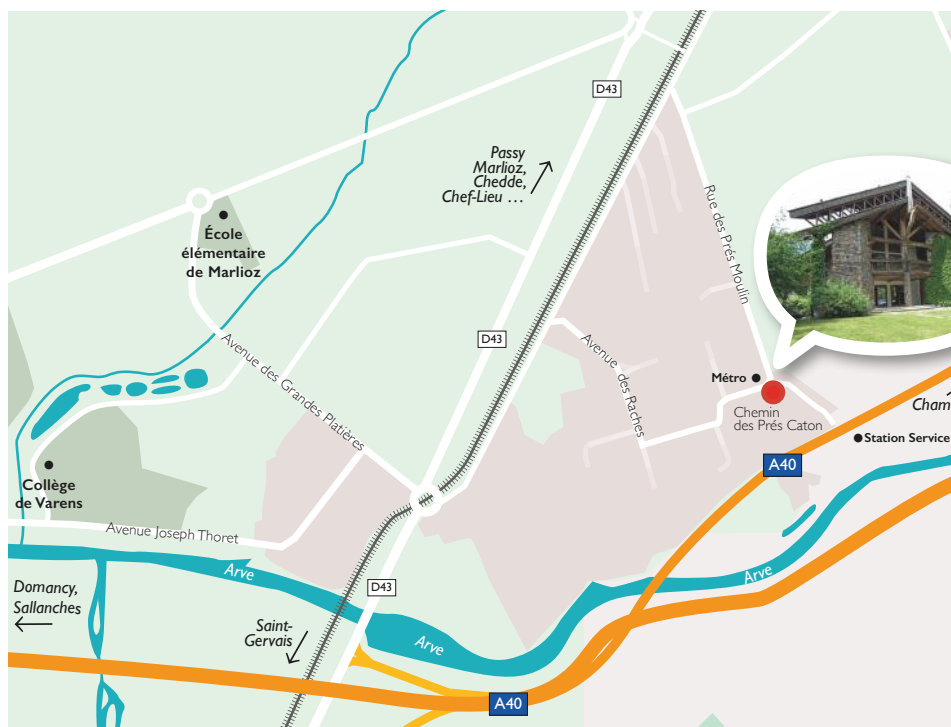 D43
Passy
Marlioz,
Chedde,
Chef-Lieu ...
École
élémentaire
de Marlioz
Rue des Prés Moulin
D43
Avenue des Grandes Platières
Avenue des Raches
Métro
Chemin
des Prés Caton
Cham
Station Service
A40
Collège
de Varens
Avenue Joseph Thoret
Arve
Arve
D43
Domancy,
Sallanches
Saint-
Gervais
Arve
A40